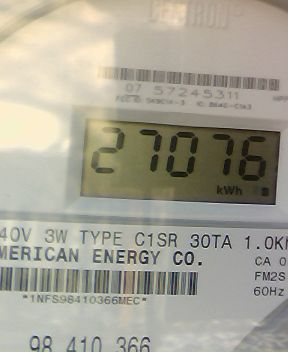 CENTRON®
07 57245311
27076
kWh
40V 3W TYPE C1SR 30TA 1.0K
MERICAN ENERGY CO.
CA 0
FM2S
60Hz
*1NFS98410366MEC*
98 410 366